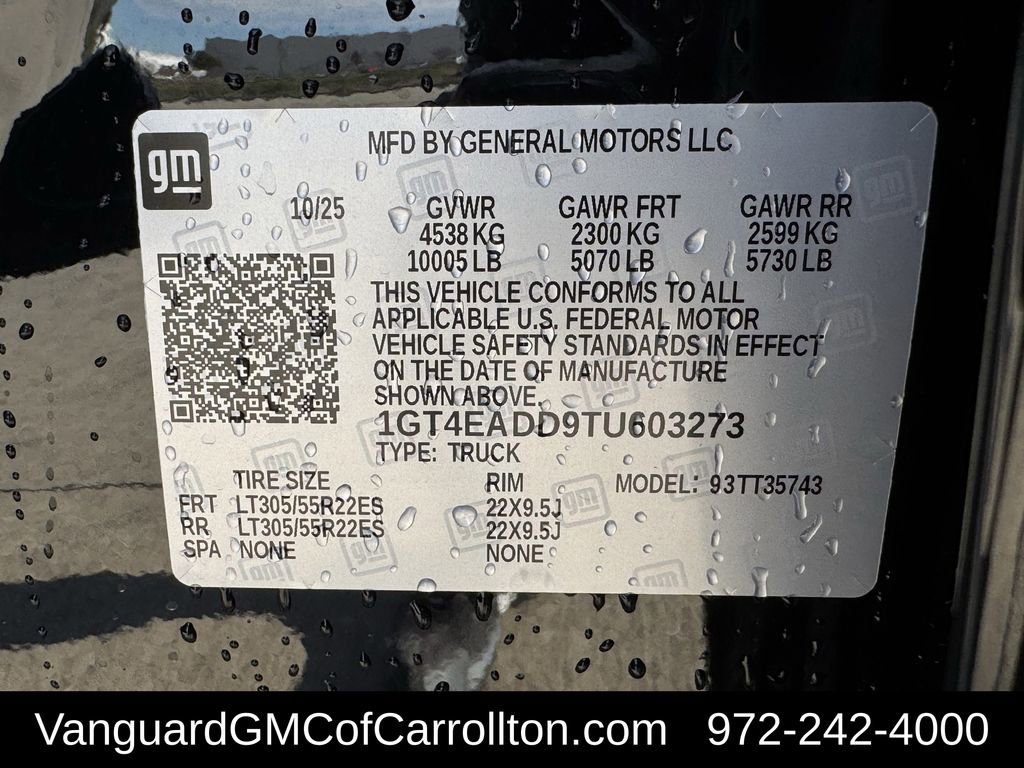 gm
MFD BY GENERAL MOTORS LLC
10/25 GVWR GAWR FRT GAWR RR
4538 KG 2300 KG 2599 KG
10005 LB 5070 LB 5730 LB
THIS VEHICLE CONFORMS TO ALL
APPLICABLE U.S. FEDERAL MOTOR
VEHICLE SAFETY STANDARDS IN EFFECT
ON THE DATE OF MANUFACTURE
SHOWN ABOVE.
1GT4EADD9TU603273
TYPE: TRUCK
TIRE SIZE RIM MODEL: 93TT35743
FRT LT305/55R22ES 22X9.5J
RR LT305/55R22ES 22X9.5J
SPA NONE NONE
VanguardGMCofCarrollton.com 972-242-4000